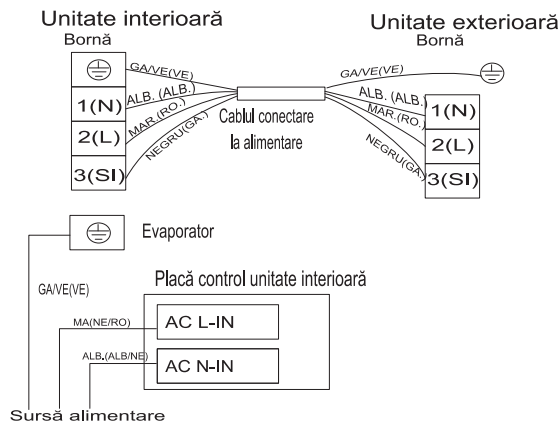 Unitate interioară
Bornă
Unitate exterioară
Bornă
GA/VE(VE)
GA/VE(VE)
1(N)
ALB. (ALB.)
ALB. (ALB.)
1(N)
2(L)
MAR.(RO.)
Cablul conectare
la alimentare
MAR.(RO.)
2(L)
3(SI)
NEGRU(GA.)
NEGRU(GA.)
3(SI)
Evaporator
GA/VE(VE)
Placă control unitate interioară
MA(NE/RO)
AC L-IN
ALB.(ALB/NE)
AC N-IN
Sursă alimentare